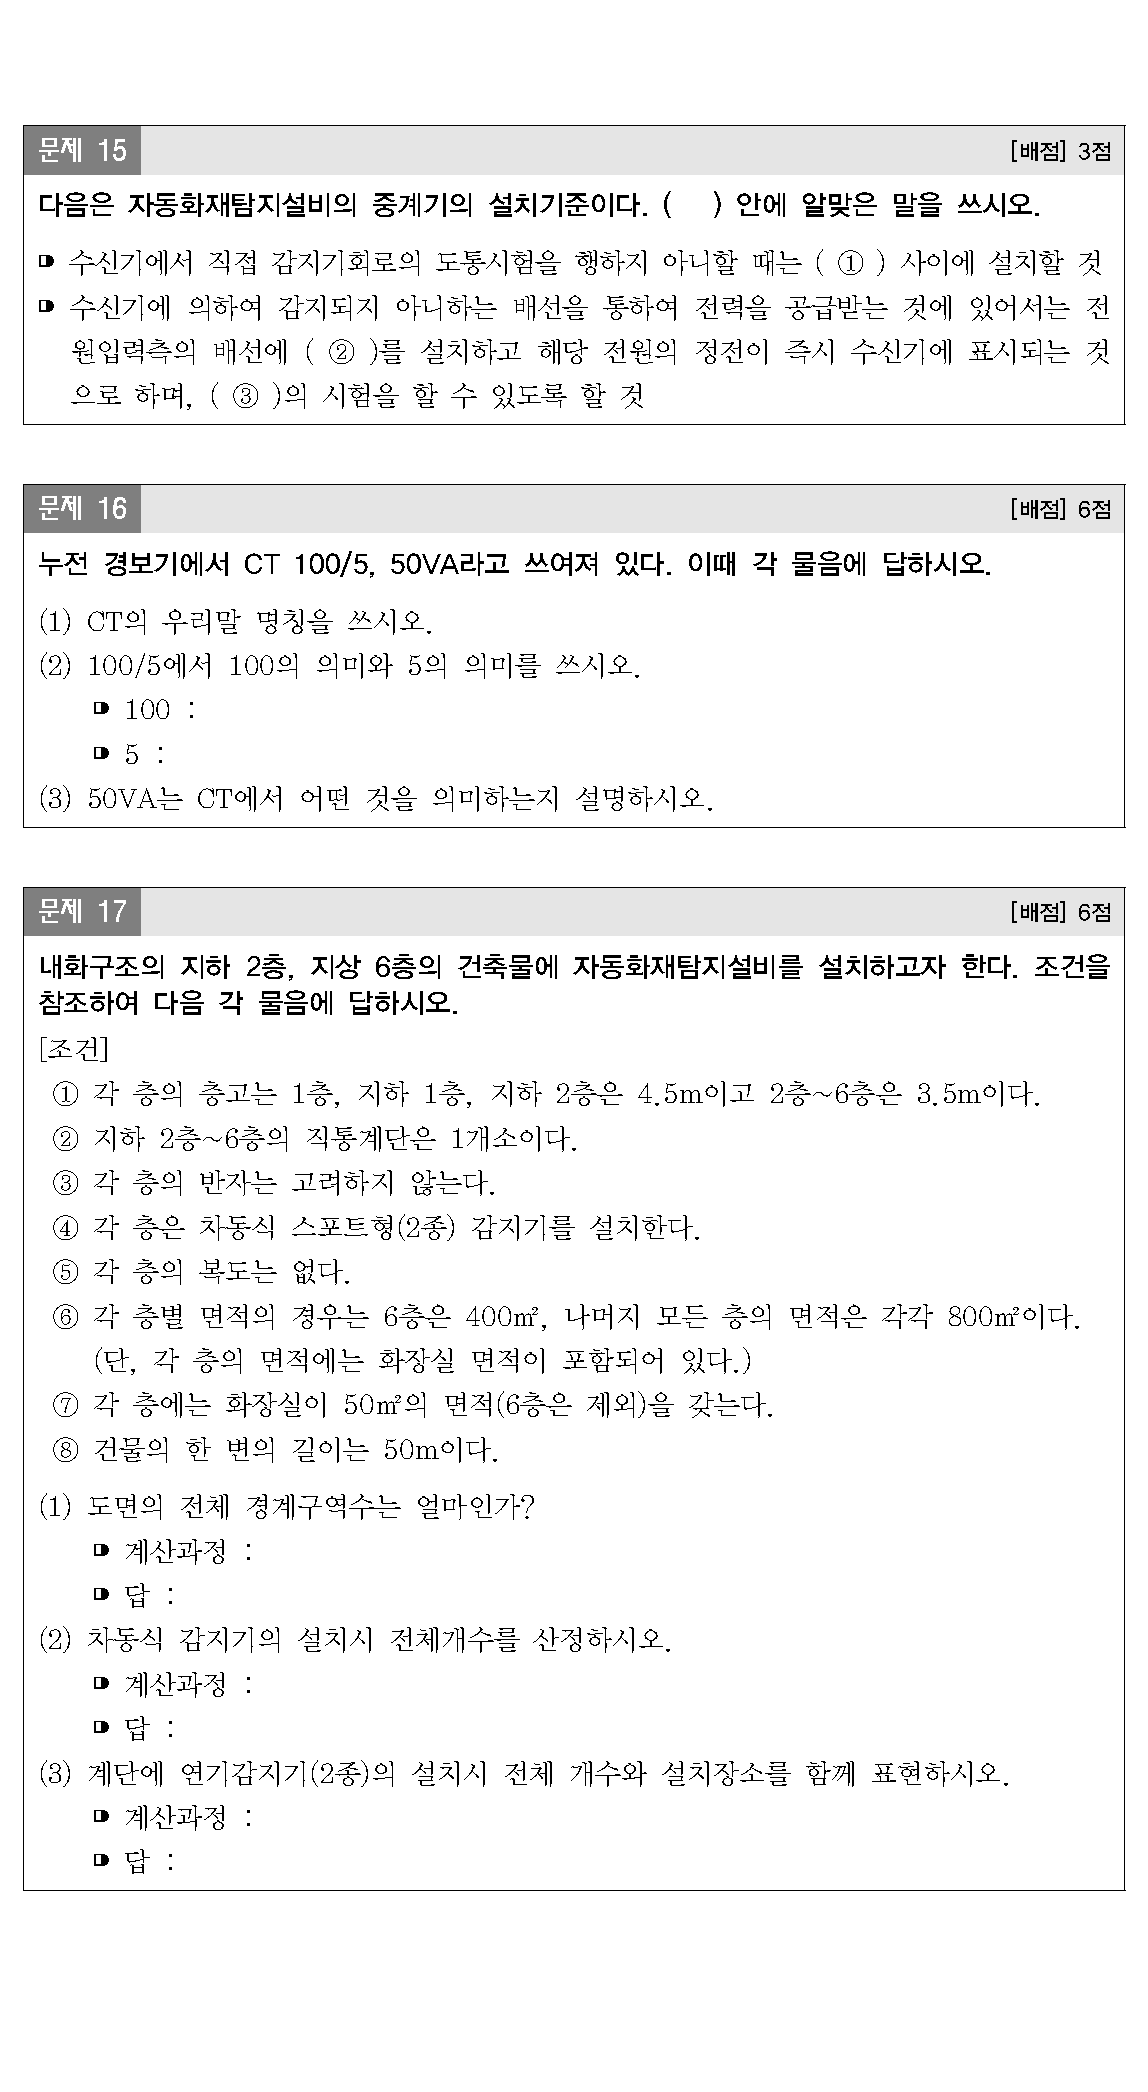 문제 15
[배점] 3점
다음은 자동화재탐지설비의 중계기의 설치기준이다. (   ) 안에 알맞은 말을 쓰시오.
수신기에서 직접 감지기회로의 도통시험을 행하지 아니할 때는 ( ① ) 사이에 설치할 것
수신기에 의하여 감지되지 아니하는 배선을 통하여 전력을 공급받는 것에 있어서는 전
원입력측의 배선에 ( ② )를 설치하고 해당 전원의 정전이 즉시 수신기에 표시되는 것
으로 하며, ( ③ )의 시험을 할 수 있도록 할 것
문제 16
[배점] 6점
누전 경보기에서 CT 100/5, 50VA라고 쓰여져 있다. 이때 각 물음에 답하시오.
(1) CT의 우리말 명칭을 쓰시오.
(2) 100/5에서 100의 의미와 5의 의미를 쓰시오.
100 :
5 :
(3) 50VA는 CT에서 어떤 것을 의미하는지 설명하시오.
문제 17
[배점] 6점
내화구조의 지하 2층, 지상 6층의 건축물에 자동화재탐지설비를 설치하고자 한다. 조건을
참조하여 다음 각 물음에 답하시오.
[조건]
① 각 층의 층고는 1층, 지하 1층, 지하 2층은 4.5m이고 2층~6층은 3.5m이다.
② 지하 2층~6층의 직통계단은 1개소이다.
③ 각 층의 반자는 고려하지 않는다.
④ 각 층은 차동식 스포트형(2종) 감지기를 설치한다.
⑤ 각 층의 복도는 없다.
⑥ 각 층별 면적의 경우는 6층은 400㎡, 나머지 모든 층의 면적은 각각 800㎡이다.
(단, 각 층의 면적에는 화장실 면적이 포함되어 있다.)
⑦ 각 층에는 화장실이 50㎡의 면적(6층은 제외)을 갖는다.
⑧ 건물의 한 변의 길이는 50m이다.
(1) 도면의 전체 경계구역수는 얼마인가?
계산과정 :
답 :
(2) 차동식 감지기의 설치시 전체개수를 산정하시오.
계산과정 :
답 :
(3) 계단에 연기감지기(2종)의 설치시 전체 개수와 설치장소를 함께 표현하시오.
계산과정 :
답 :